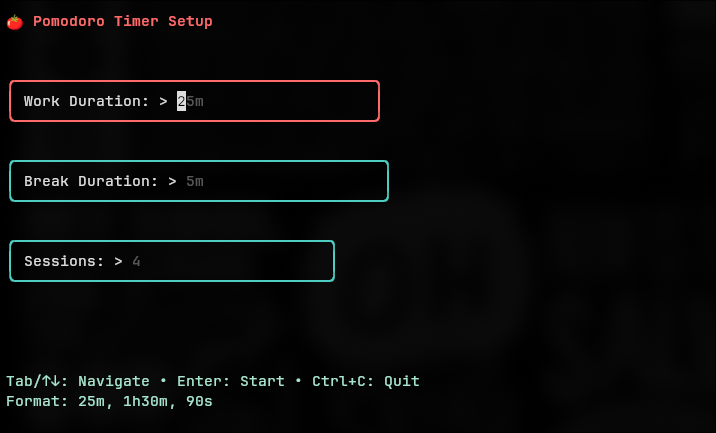 🍅 Pomodoro Timer Setup
Work Duration: > 25m
Break Duration: > 5m
Sessions: > 4
Tab/↑↓: Navigate • Enter: Start • Ctrl+C: Quit
Format: 25m, 1h30m, 90s